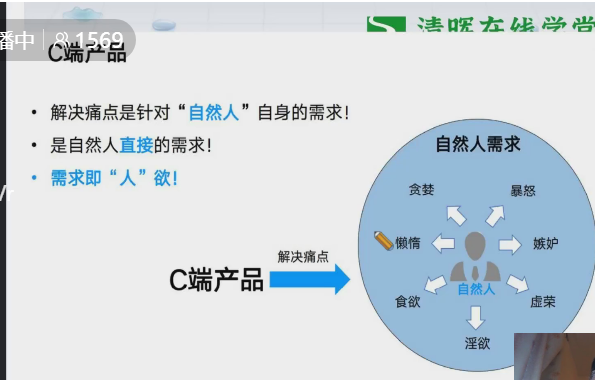 清晖在线学堂
播中 1569
C端产品
• 解决痛点是针对“自然人”自身的需求！
• 是自然人直接的需求！
• 需求即“人”欲！
自然人需求
贪婪
暴怒
懒惰
嫉妒
自然人
食欲
虚荣
淫欲
解决痛点
C端产品